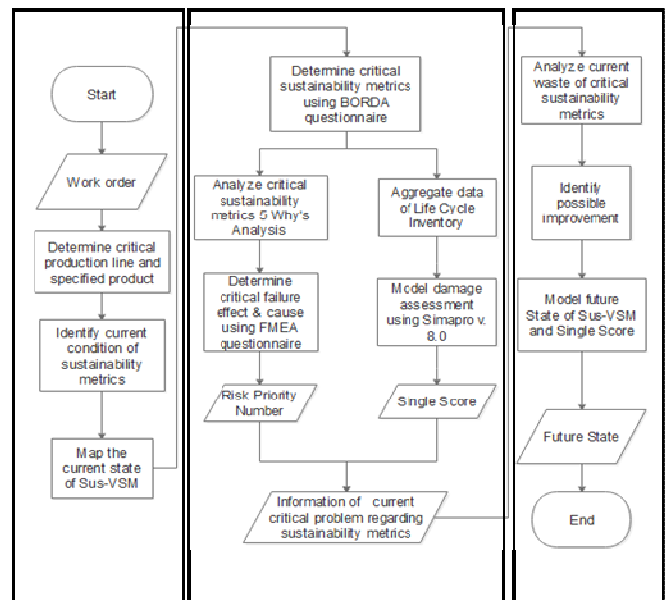 Start
Work order
Determine critical
production line and
specified product
Identify current
condition of
sustainability
metrics
Map the
current state
of Sus-VSM
Determine critical
sustainability metrics
using BORDA
questionnaire
Analyze critical
sustainability
metrics 5 Why's
Analysis
Determine
critical failure
effect & cause
using FMEA
questionnaire
Risk Priority
Number
Aggregate data
of Life Cycle
Inventory
Model damage
assessment
using Simapro v.
8.0
Single Score
Information of current
critical problem regarding
sustainability metrics
Analyze current
waste of critical
sustainability
metrics
Identify
possible
improvement
Model future
State of Sus-VSM
and Single Score
Future State
End